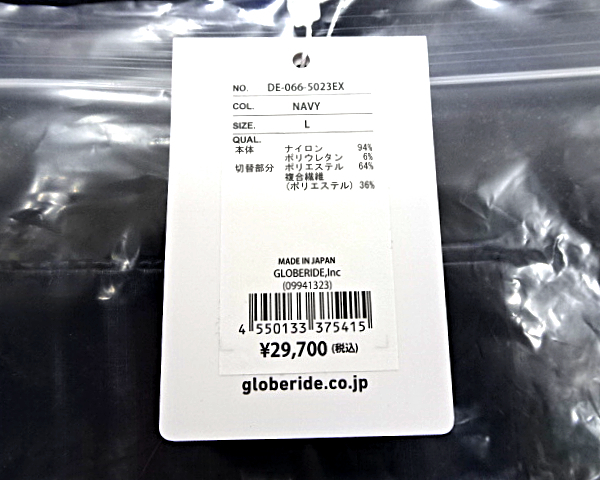 NO. DE-066-5023EX
COL. NAVY
SIZE. L
QUAL.
本体 ナイロン 94%
ポリウレタン 6%
切替部分 ポリエステル 64%
複合繊維
(ポリエステル) 36%
MADE IN JAPAN
GLOBERIDE,Inc
(09941323)
4 550133 375415
¥29,700 (税込)
globeride.co.jp